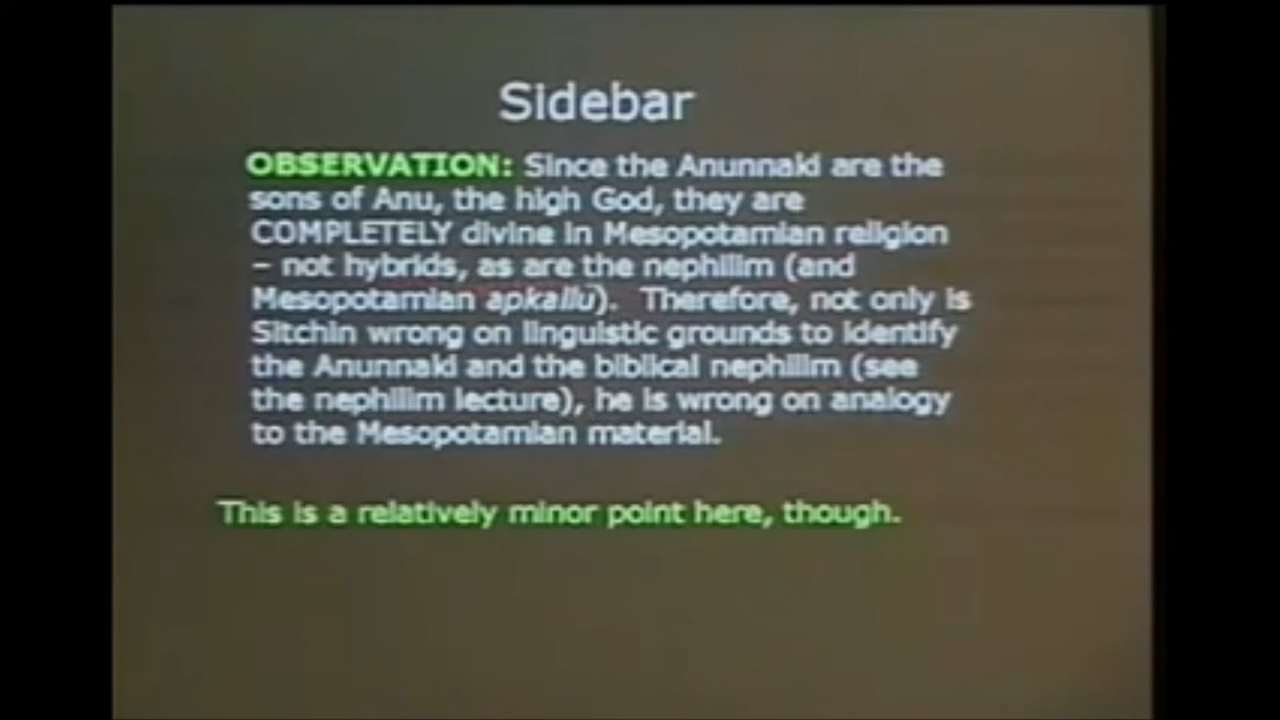 Sidebar
OBSERVATION: Since the Anunnaki are the
sons of Anu, the high God, they are
COMPLETELY divine in Mesopotamian religion
– not hybrids, as are the nephilim (and
Mesopotamian apkallu). Therefore, not only is
Sitchin wrong on linguistic grounds to identify
the Anunnaki and the biblical nephilim (see
the nephilim lecture), he is wrong on analogy
to the Mesopotamian material.
This is a relatively minor point here, though.